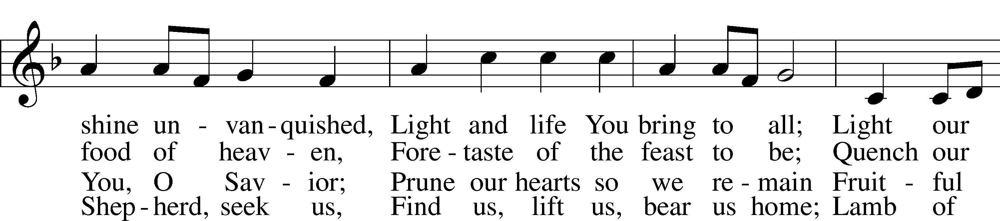 shine un - van - quished, Light and life You bring to all; Light our
food of heav - en, Fore - taste of the feast to be; Quench our
You, O Sav - ior; Prune our hearts so we re - main Fruit - ful
Shep - herd, seek us, Find us, lift us, bear us home; Lamb of